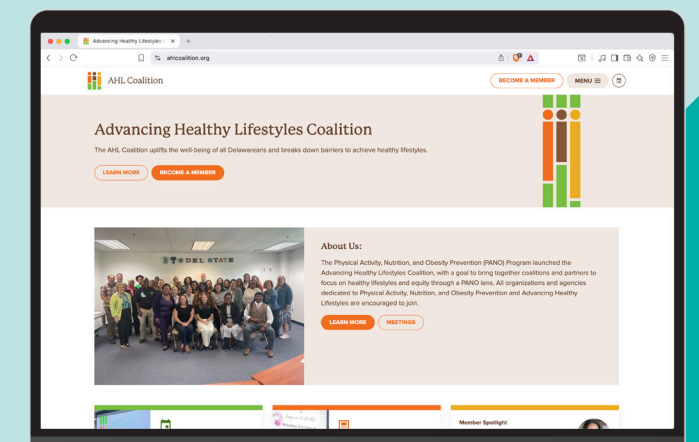 Advancing Healthy Lifestyles
ahlcoalition.org
AHL Coalition
BECOME A MEMBER
MENU
Advancing Healthy Lifestyles Coalition
The AHL Coalition uplifts the well-being of all Delawareans and breaks down barriers to achieve healthy lifestyles.
LEARN MORE
BECOME A MEMBER
DEL STATE
About Us:
The Physical Activity, Nutrition, and Obesity Prevention (PANO) Program launched the
Advancing Healthy Lifestyles Coalition, with a goal to bring together coalitions and partners to
focus on healthy lifestyles and equity through a PANO lens. All organizations and agencies
dedicated to Physical Activity, Nutrition, and Obesity Prevention and Advancing Healthy
Lifestyles are encouraged to join.
LEARN MORE
MEETINGS
Member Spotlight